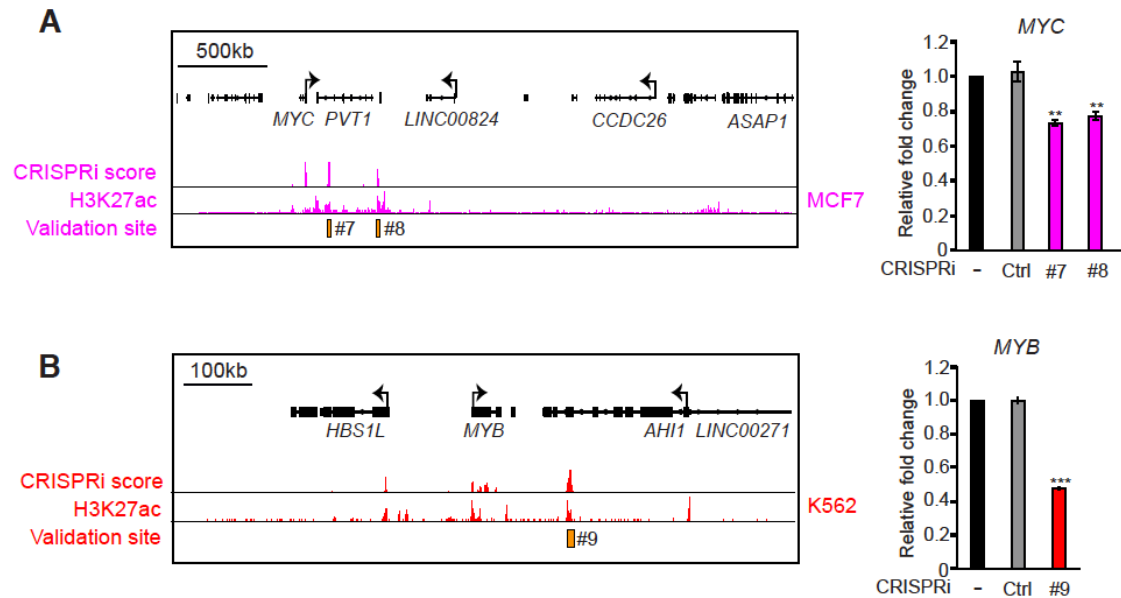 A
500kb
MYC PVT1 LINC00824 CCDC26 ASAP1
CRISPRi score
H3K27ac
Validation site
#7 #8
MCF7
MYC
Relative fold change
1.2
1.0
0.8
0.6
0.4
0.2
0
** **
CRISPRi - Ctrl #7 #8
B
100kb
HBS1L MYB AHI1 LINC00271
CRISPRi score
H3K27ac
Validation site
#9
K562
MYB
Relative fold change
1.2
1.0
0.8
0.6
0.4
0.2
0
***
CRISPRi - Ctrl #9